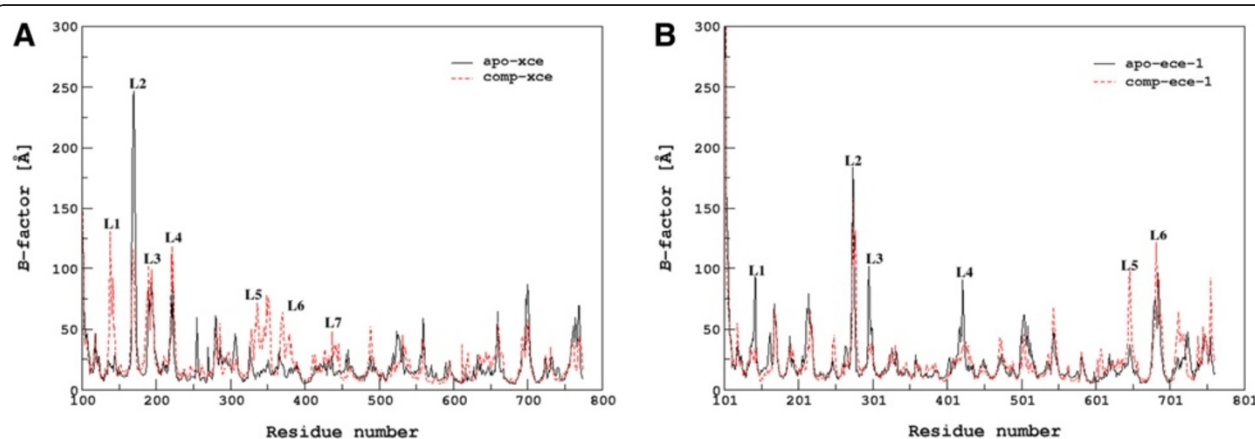 A
300
250
200
150
100
50
0
B-factor [Å]
100 200 300 400 500 600 700 800
Residue number
apo-xce
comp-xce
L1
L2
L3
L4
L5
L6
L7
B
300
250
200
150
100
50
0
B-factor [Å]
101 201 301 401 501 601 701 801
Residue number
apo-ece-1
comp-ece-1
L1
L2
L3
L4
L5
L6